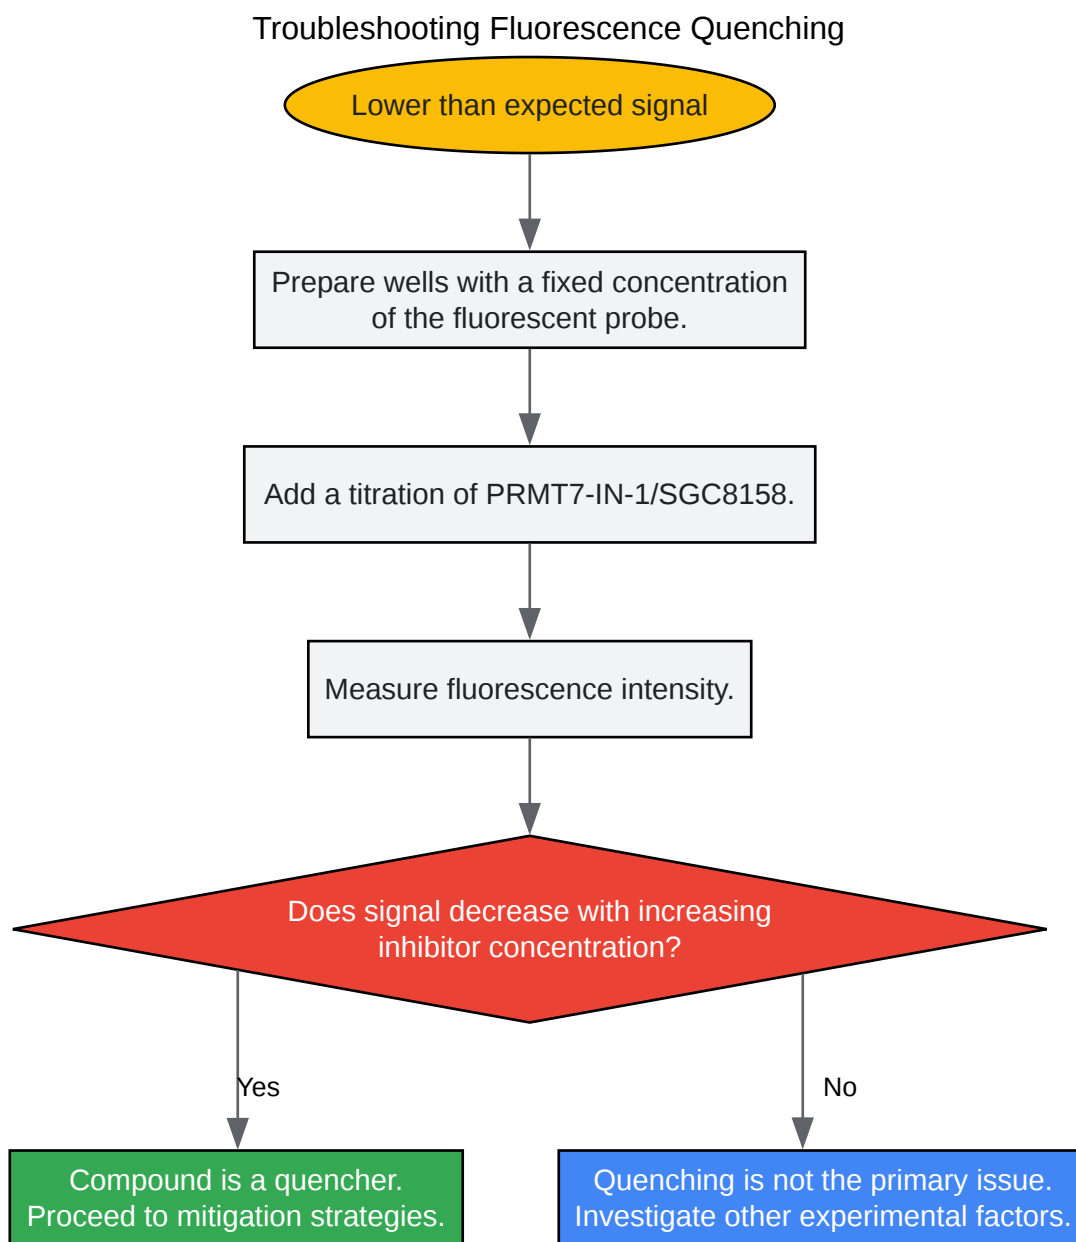 Troubleshooting Fluorescence Quenching
Lower than expected signal
Prepare wells with a fixed concentration
of the fluorescent probe.
Add a titration of PRMT7-IN-1/SGC8158.
Measure fluorescence intensity.
Does signal decrease with increasing
inhibitor concentration?
Yes
No
Compound is a quencher.
Proceed to mitigation strategies.
Quenching is not the primary issue.
Investigate other experimental factors.